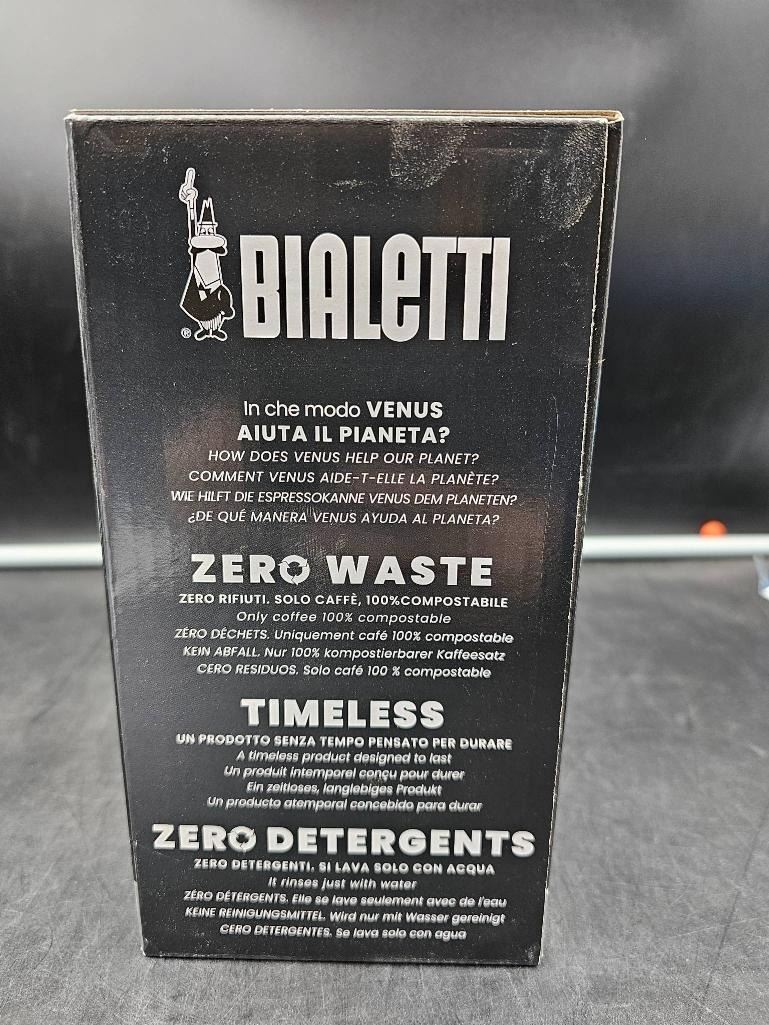 ®
BIALETTI
In che modo VENUS
AIUTA IL PIANETA?
HOW DOES VENUS HELP OUR PLANET?
COMMENT VENUS AIDE-T-ELLE LA PLANÈTE?
WIE HILFT DIE ESPRESSOKANNE VENUS DEM PLANETEN?
¿DE QUÉ MANERA VENUS AYUDA AL PLANETA?
ZERO WASTE
ZERO RIFIUTI. SOLO CAFFÈ, 100%COMPOSTABILE
Only coffee 100% compostable
ZÉRO DÉCHETS. Uniquement café 100% compostable
KEIN ABFALL. Nur 100% kompostierbarer Kaffeesatz
CERO RESIDUOS. Solo café 100 % compostable
TIMELESS
UN PRODOTTO SENZA TEMPO PENSATO PER DURARE
A timeless product designed to last
Un produit intemporel conçu pour durer
Ein zeitloses, langlebiges Produkt
Un producto atemporal concebido para durar
ZERO DETERGENTS
ZERO DETERGENTI. SI LAVA SOLO CON ACQUA
It rinses just with water
ZÉRO DÉTERGENTS. Elle se lave seulement avec de l'eau
KEINE REINIGUNGSMITTEL. Wird nur mit Wasser gereinigt
CERO DETERGENTES. Se lava solo con agua